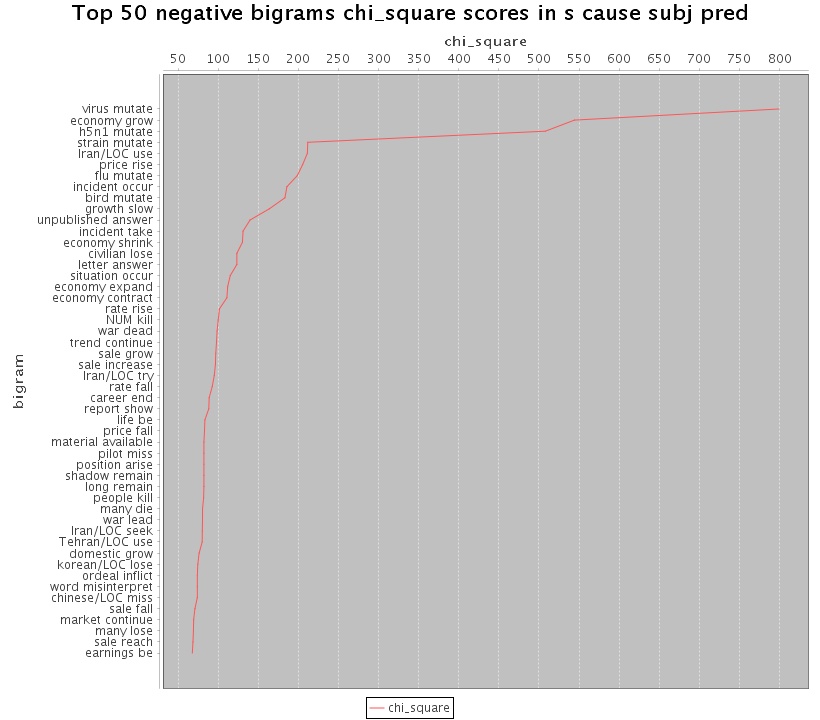 Top 50 negative bigrams chi_square scores in s cause subj pred
chi_square
50 100 150 200 250 300 350 400 450 500 550 600 650 700 750 800
bigram
virus mutate
economy grow
h5n1 mutate
strain mutate
Iran/LOC use
price rise
flu mutate
incident occur
bird mutate
growth slow
unpublished answer
incident take
economy shrink
civilian lose
letter answer
situation occur
economy expand
economy contract
rate rise
NUM kill
war dead
trend continue
sale grow
sale increase
Iran/LOC try
rate fall
career end
report show
life be
price fall
material available
pilot miss
position arise
shadow remain
long remain
people kill
many die
war lead
Iran/LOC seek
Tehran/LOC use
domestic grow
korean/LOC lose
ordeal inflict
word misinterpret
chinese/LOC miss
sale fall
market continue
many lose
sale reach
earnings be
chi_square